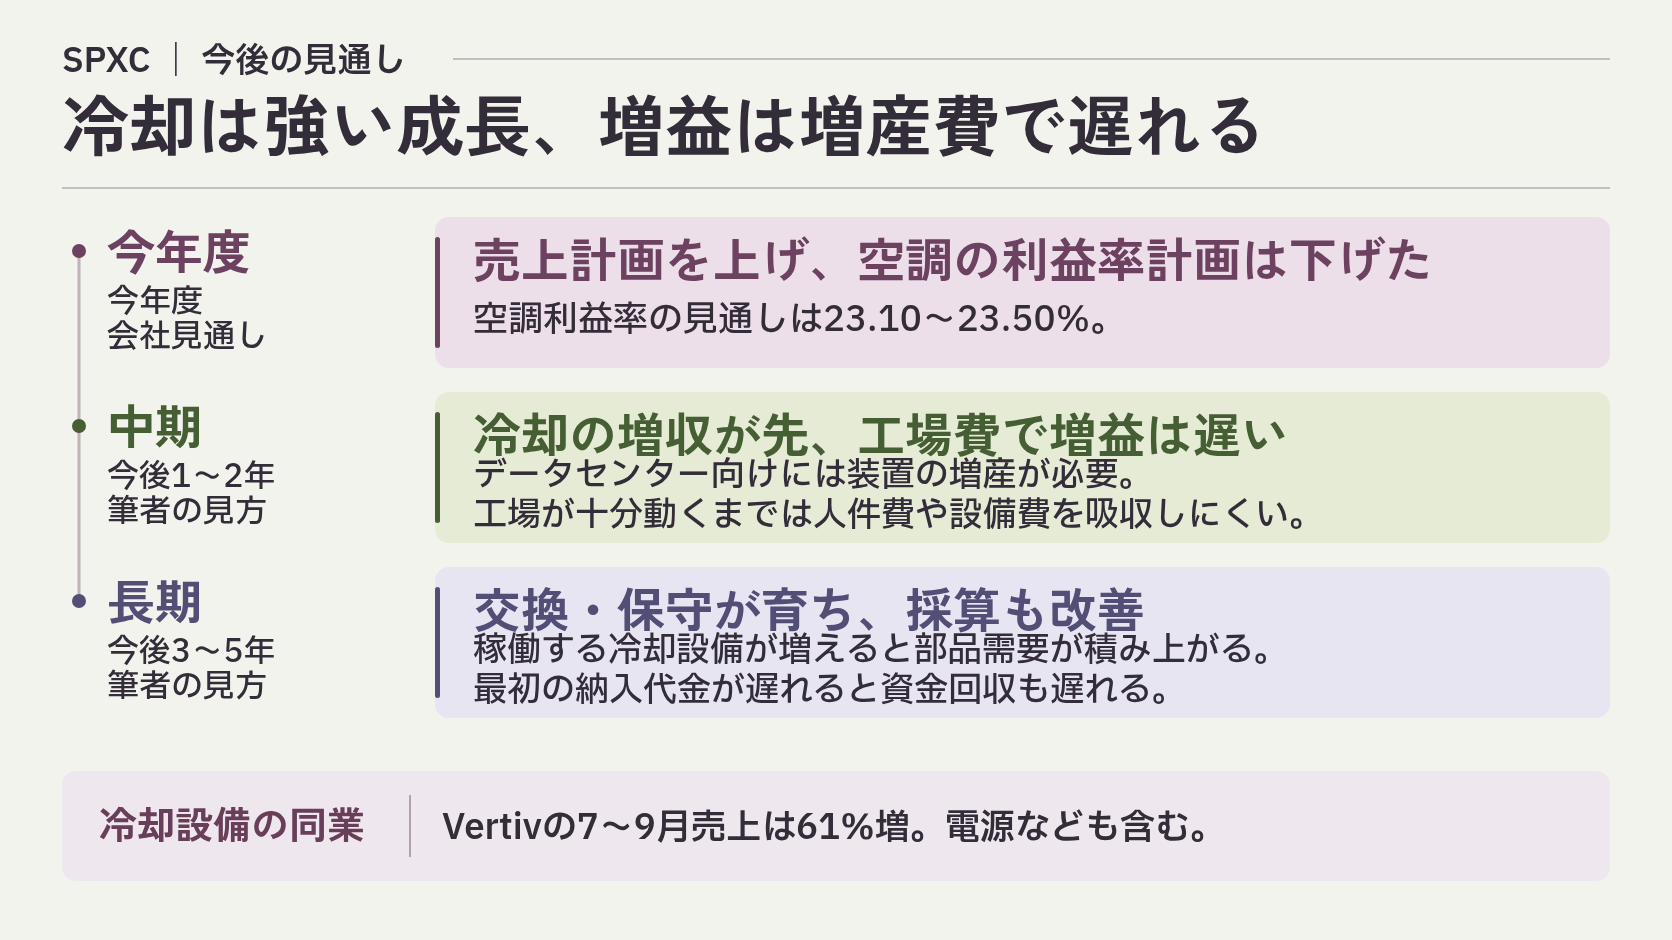 SPXC｜今後の見通し
冷却は強い成長、増益は増産費で遅れる
今年度
今年度
会社見通し
売上計画を上げ、空調の利益率計画は下げた
空調利益率の見通しは23.10〜23.50%。
中期
今後1〜2年
筆者の見方
冷却の増収が先、工場費で増益は遅い
データセンター向けには装置の増産が必要。
工場が十分動くまでは人件費や設備費を吸収しにくい。
長期
今後3〜5年
筆者の見方
交換・保守が育ち、採算も改善
稼働する冷却設備が増えると部品需要が積み上がる。
最初の納入代金が遅れると資金回収も遅れる。
冷却設備の同業
Vertivの7〜9月売上は61%増。電源なども含む。